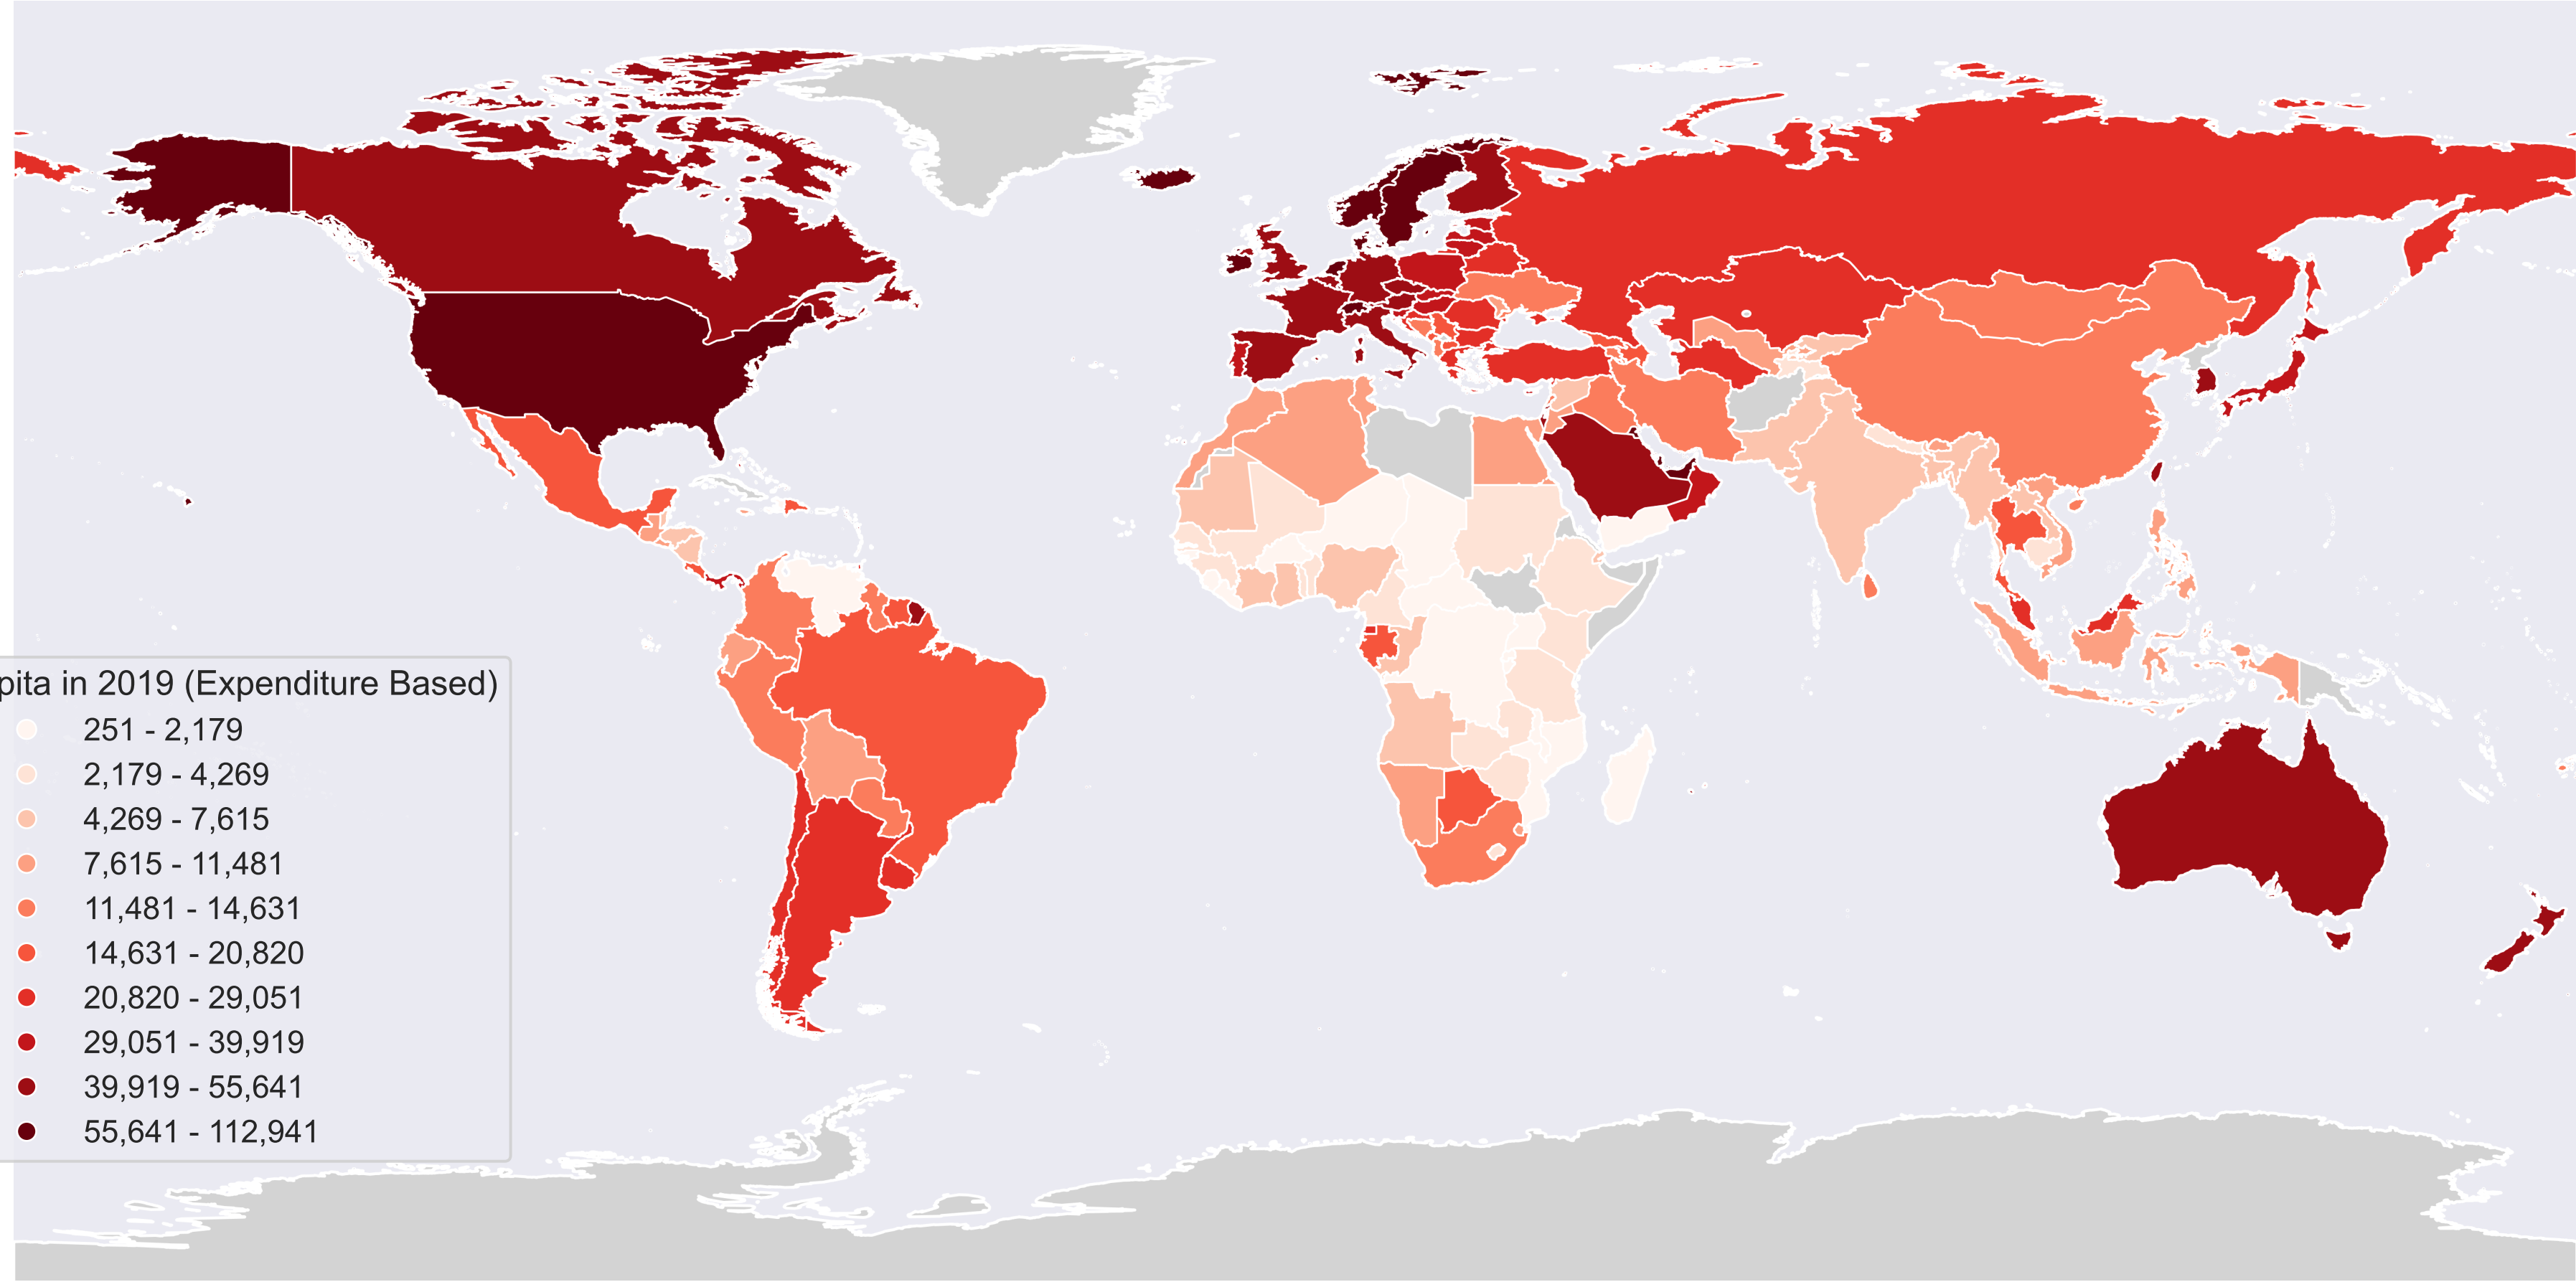 pita in 2019 (Expenditure Based)
251 - 2,179
2,179 - 4,269
4,269 - 7,615
7,615 - 11,481
11,481 - 14,631
14,631 - 20,820
20,820 - 29,051
29,051 - 39,919
39,919 - 55,641
55,641 - 112,941